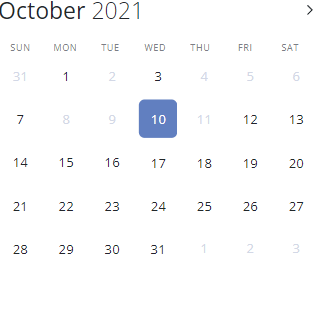 October 2021
SUN MON TUE WED THU FRI SAT
31 1 2 3 4 5 6
7 8 9 10 11 12 13
14 15 16 17 18 19 20
21 22 23 24 25 26 27
28 29 30 31 1 2 3